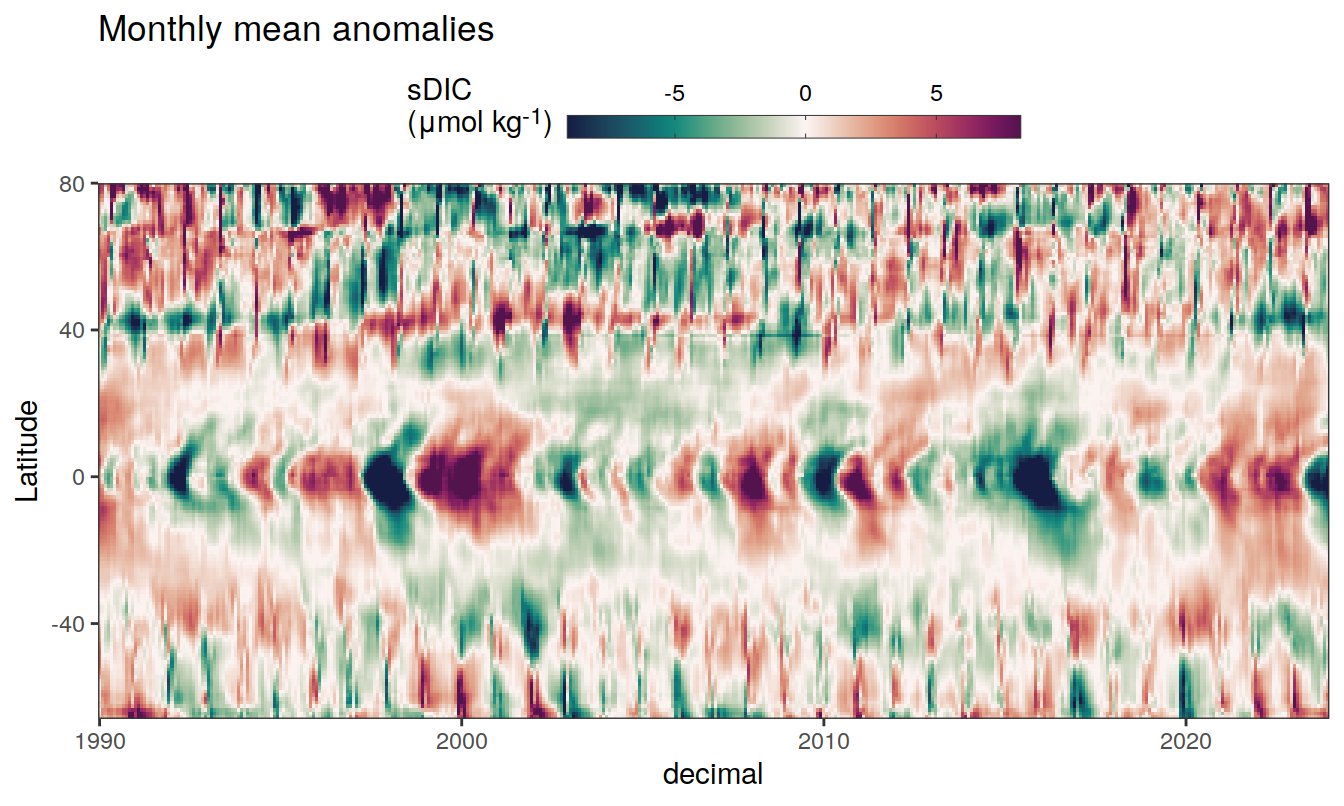 Monthly mean anomalies
sDIC
(μmol kg-1)
-5 0 5
80
40
0
-40
Latitude
1990 2000 2010 2020
decimal